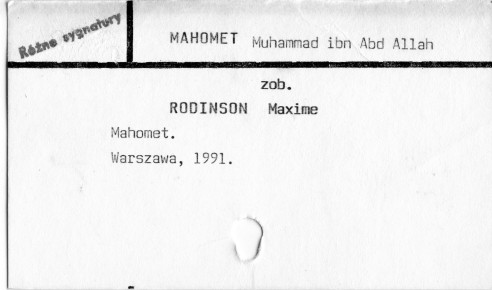 Różne sygnatury
MAHOMET Muhammad ibn Abd Allah
zob.
RODINSON Maxime
Mahomet.
Warszawa, 1991.